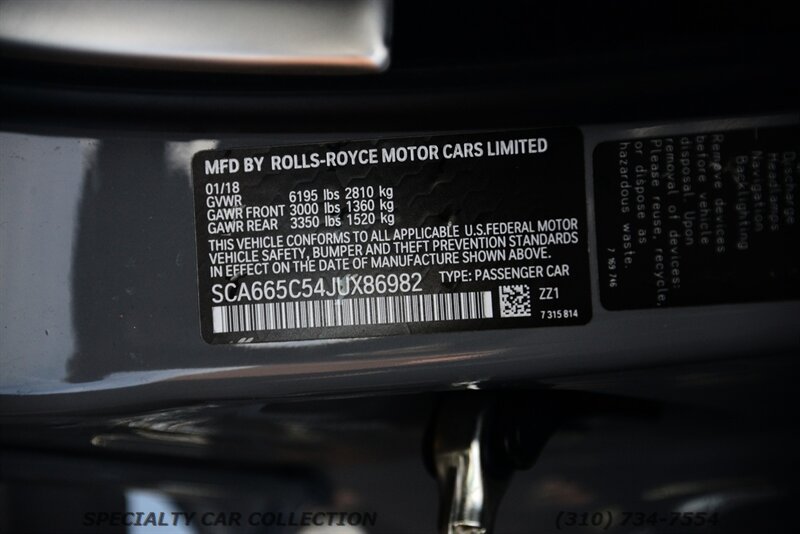 MFD BY ROLLS-ROYCE MOTOR CARS LIMITED
01/18
GVWR 6195 lbs 2810 kg
GAWR FRONT 3000 lbs 1360 kg
GAWR REAR 3350 lbs 1520 kg
THIS VEHICLE CONFORMS TO ALL APPLICABLE U.S.FEDERAL MOTOR
VEHICLE SAFETY, BUMPER AND THEFT PREVENTION STANDARDS
IN EFFECT ON THE DATE OF MANUFACTURE SHOWN ABOVE.
SCA665C54JUX86982 TYPE: PASSENGER CAR
ZZ1
7 315 814
Discharge
Headlamps
Navigation
Backlighting
before vehicle
disposal. Upon
removal of devices:
Please reuse, recycle,
or dispose as
hazardous waste.
7 169 746
SPECIALTY CAR COLLECTION
(310) 734-7554